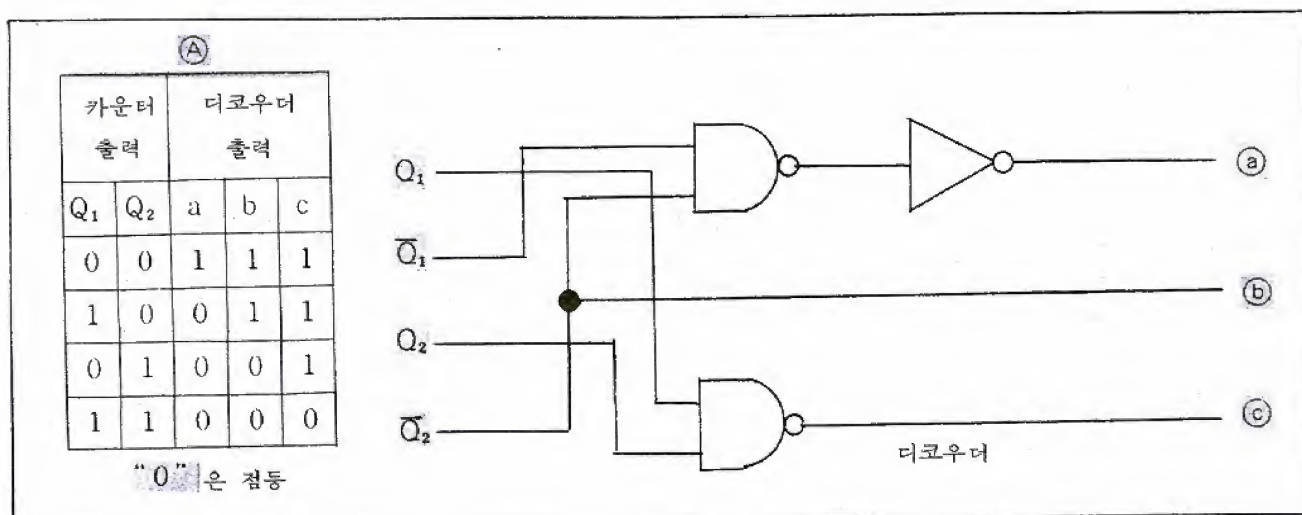 Ⓐ
카운터 디코우더
출력 출력
Q₁ Q₂ a b c
0 0 1 1 1
1 0 0 1 1
0 1 0 0 1
1 1 0 0 0
"0"은 점등
Q₁
Q̅₁
Q₂
Q̅₂
ⓐ
ⓑ
ⓒ
디코우더